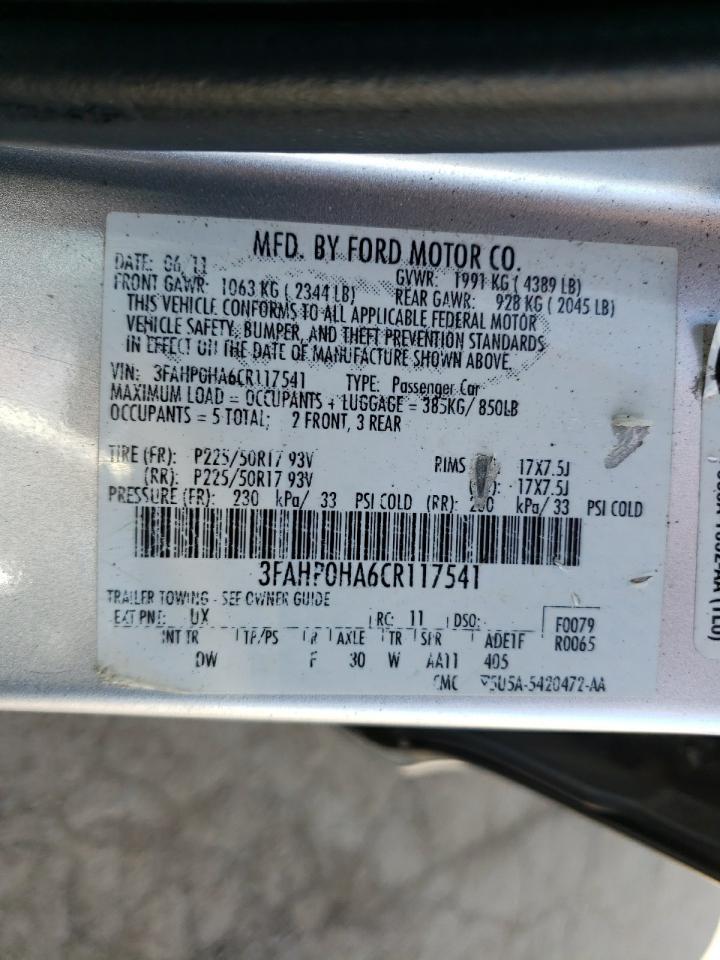 MFD. BY FORD MOTOR CO.
DATE: 06/11 GVWR: 1991 KG ( 4389 LB)
FRONT GAWR: 1063 KG ( 2344 LB) REAR GAWR: 928 KG ( 2045 LB)
THIS VEHICLE CONFORMS TO ALL APPLICABLE FEDERAL MOTOR
VEHICLE SAFETY, BUMPER, AND THEFT PREVENTION STANDARDS
IN EFFECT ON THE DATE OF MANUFACTURE SHOWN ABOVE.
VIN: 3FAHP0HA6CR117541 TYPE: Passenger Car
MAXIMUM LOAD = OCCUPANTS + LUGGAGE = 385KG/ 850LB
OCCUPANTS = 5 TOTAL; 2 FRONT, 3 REAR
TIRE (FR): P225/50R17 93V RIMS 17X7.5J
(RR): P225/50R17 93V 17X7.5J
PRESSURE (FR): 230 kPa/ 33 PSI COLD (RR): kPa/ 33 PSI COLD
3FAHP0HA6CR117541
TRAILER TOWING - SEE OWNER GUIDE
EXT PNT: UX RC: 11 DSO: F0079
INT TR TP/PS R AXLE TR SPR ADE1F R0065
DW F 30 W AA11 405
5U5A-5420472-AA